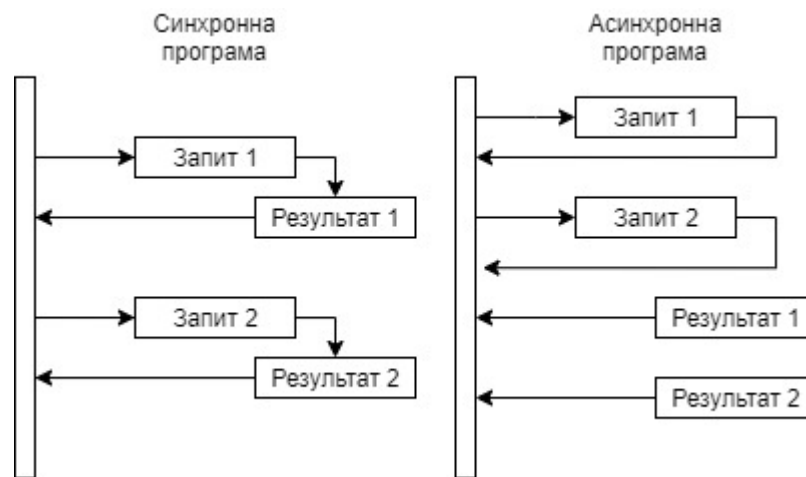 Синхронна
програма
Запит 1
Результат 1
Запит 2
Результат 2
Асинхронна
програма
Запит 1
Запит 2
Результат 1
Результат 2